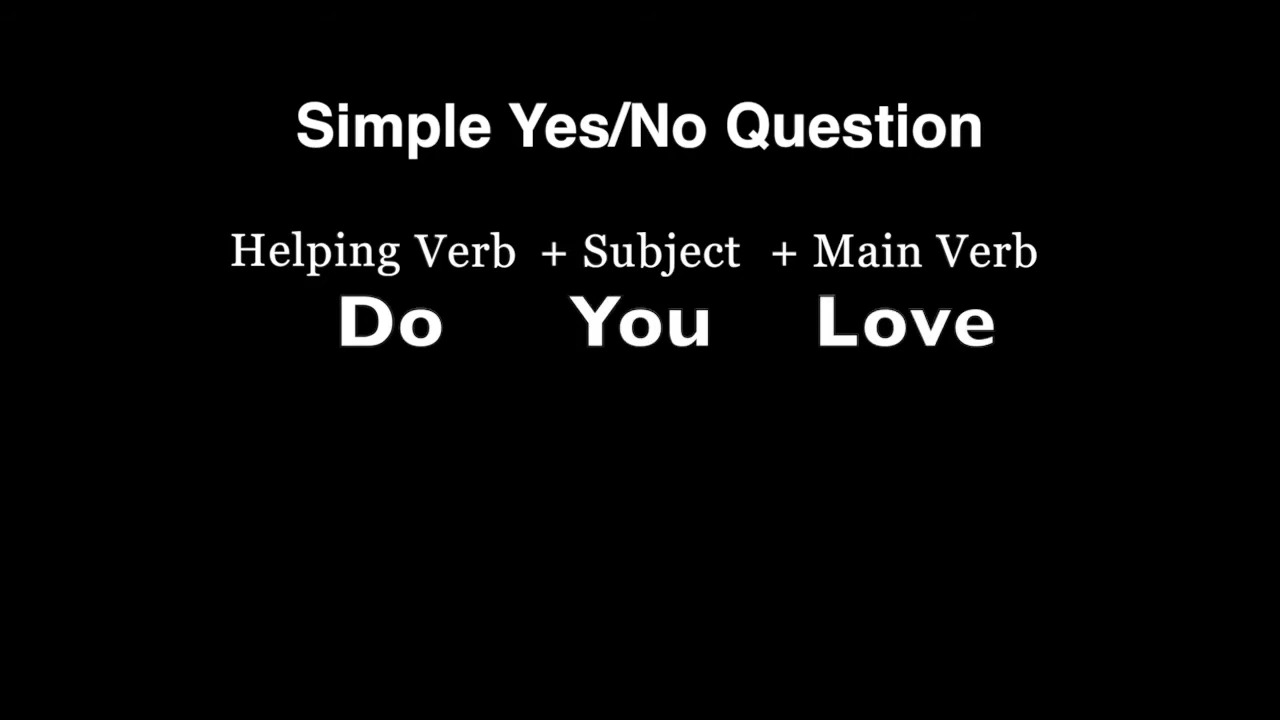 Simple Yes/No Question
Helping Verb + Subject + Main Verb
Do You Love